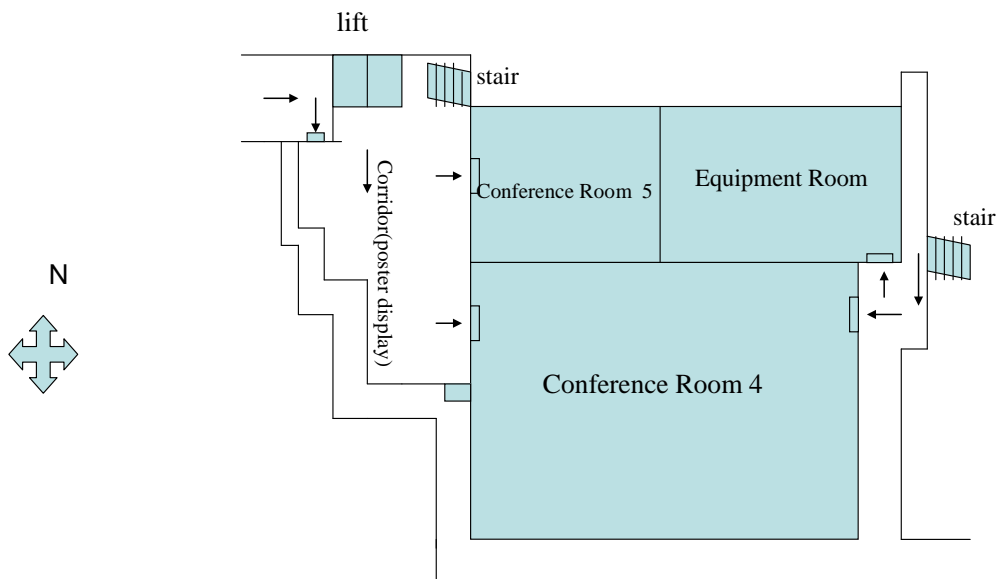 lift
stair
Corridor(poster display)
Conference Room 5
Equipment Room
stair
N
Conference Room 4